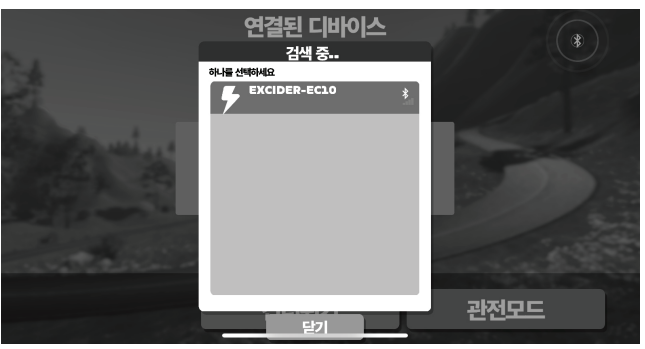 연결된 디바이스
검색 중..
하나를 선택하세요
EXCIDER-EC10
관전모드
닫기